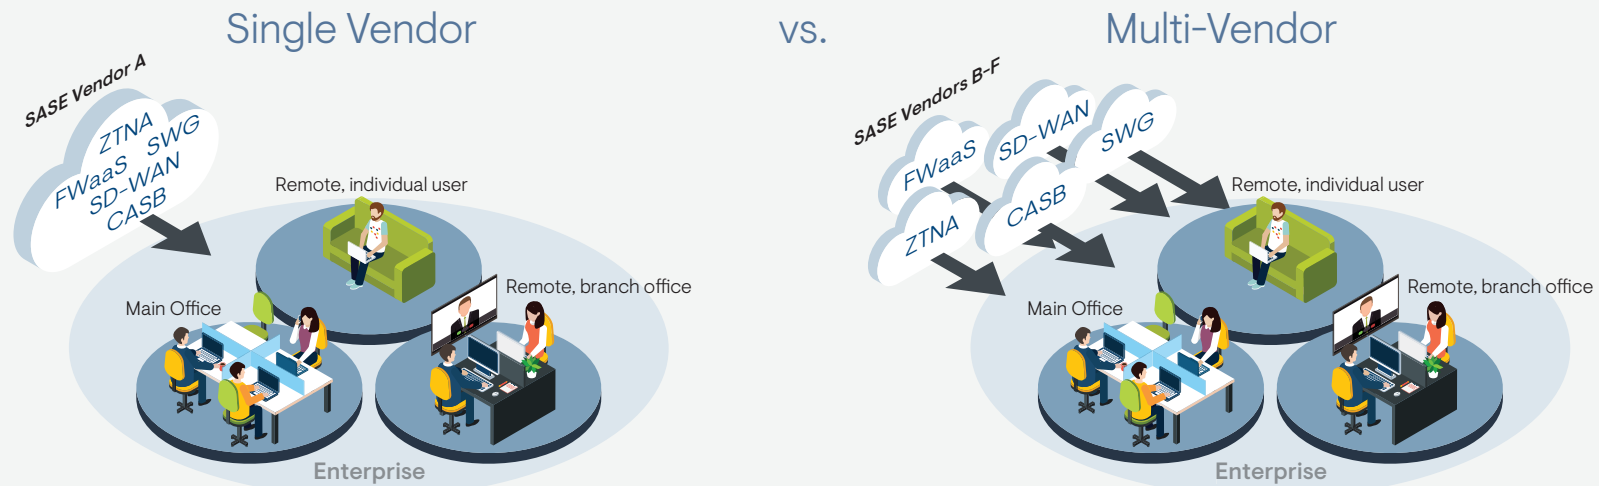 Single Vendor
vs.
Multi-Vendor
SASE Vendor A
ZTNA
SWG
FWaaS
SD-WAN
CASB
Remote, individual user
Main Office
Remote, branch office
Enterprise
SASE Vendors B-F
FWaaS
SD-WAN
SWG
ZTNA
CASB
Remote, individual user
Main Office
Remote, branch office
Enterprise